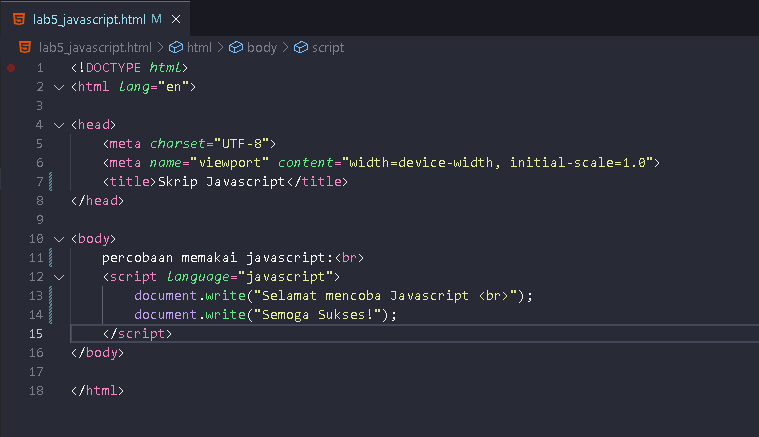 lab5_javascript.html M ×
lab5_javascript.html > html > body > script
1 <!DOCTYPE html>
2 <html lang="en">
3
4 <head>
5 <meta charset="UTF-8">
6 <meta name="viewport" content="width=device-width, initial-scale=1.0">
7 <title>Skrip Javascript</title>
8 </head>
9
10 <body>
11 percobaan memakai javascript:<br>
12 <script language="javascript">
13 document.write("Selamat mencoba Javascript <br>");
14 document.write("Semoga Sukses!");
15 </script>
16 </body>
17
18 </html>